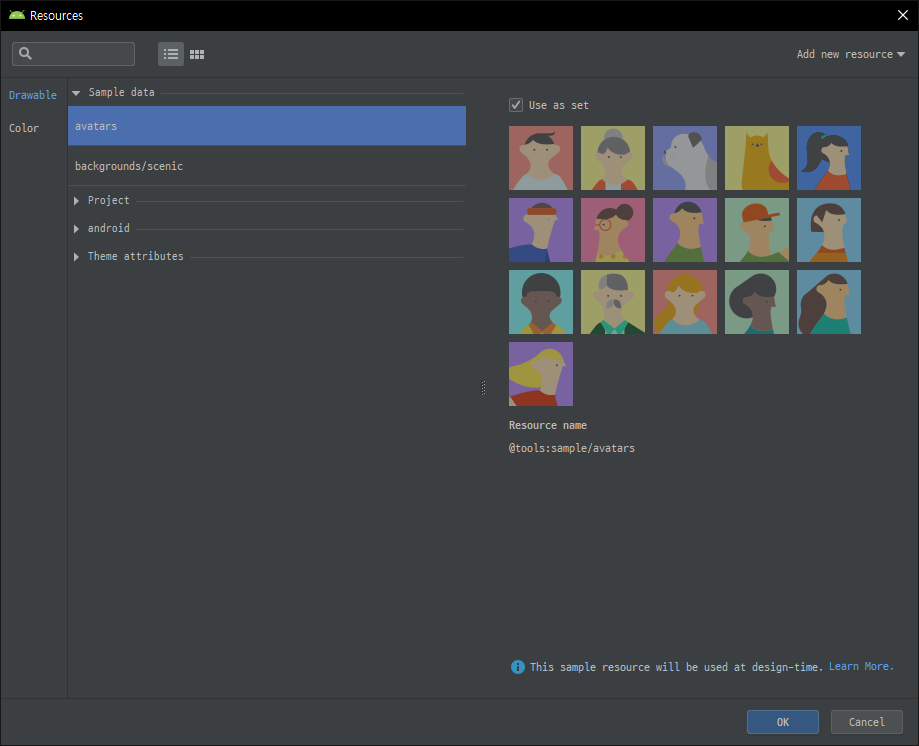 Resources
Add new resource
Drawable
Color
Sample data
avatars
backgrounds/scenic
Project
android
Theme attributes
Use as set
Resource name
@tools:sample/avatars
This sample resource will be used at design-time. Learn More.
OK
Cancel